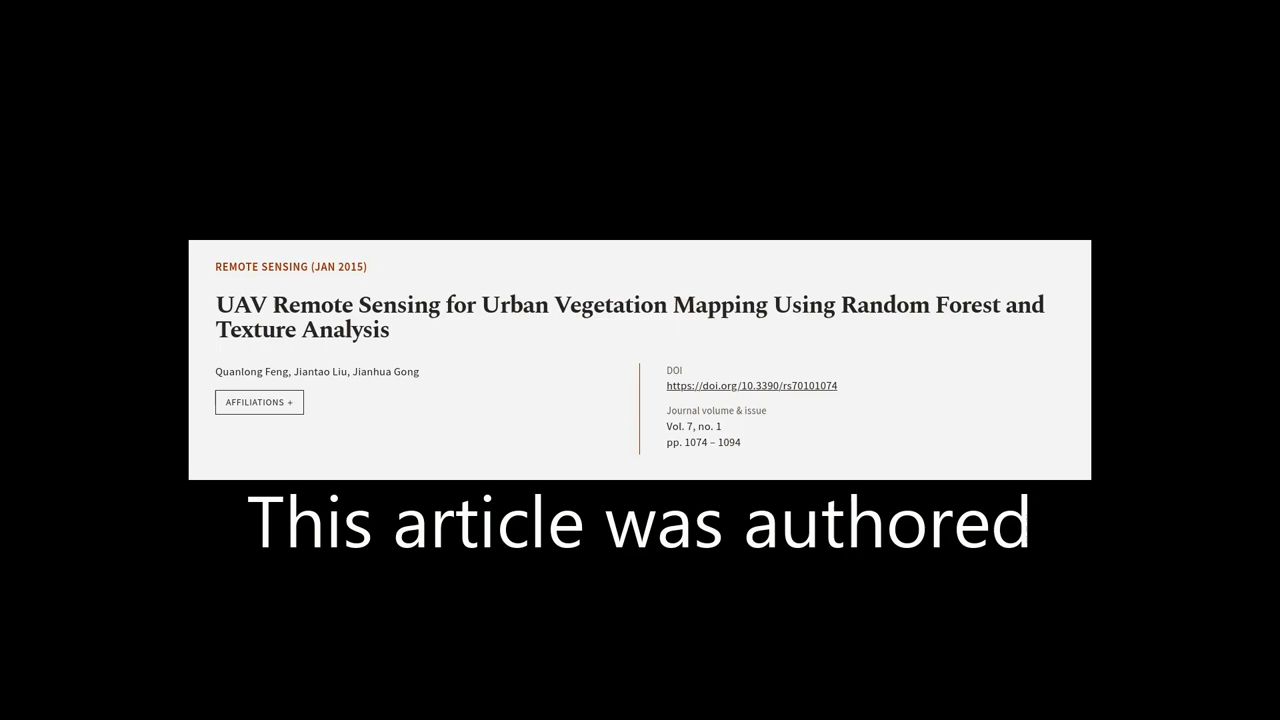 REMOTE SENSING (JAN 2015)
UAV Remote Sensing for Urban Vegetation Mapping Using Random Forest and
Texture Analysis
Quanlong Feng, Jiantao Liu, Jianhua Gong
AFFILIATIONS +
DOI
https://doi.org/10.3390/rs70101074
Journal volume & issue
Vol. 7, no. 1
pp. 1074 – 1094
This article was authored